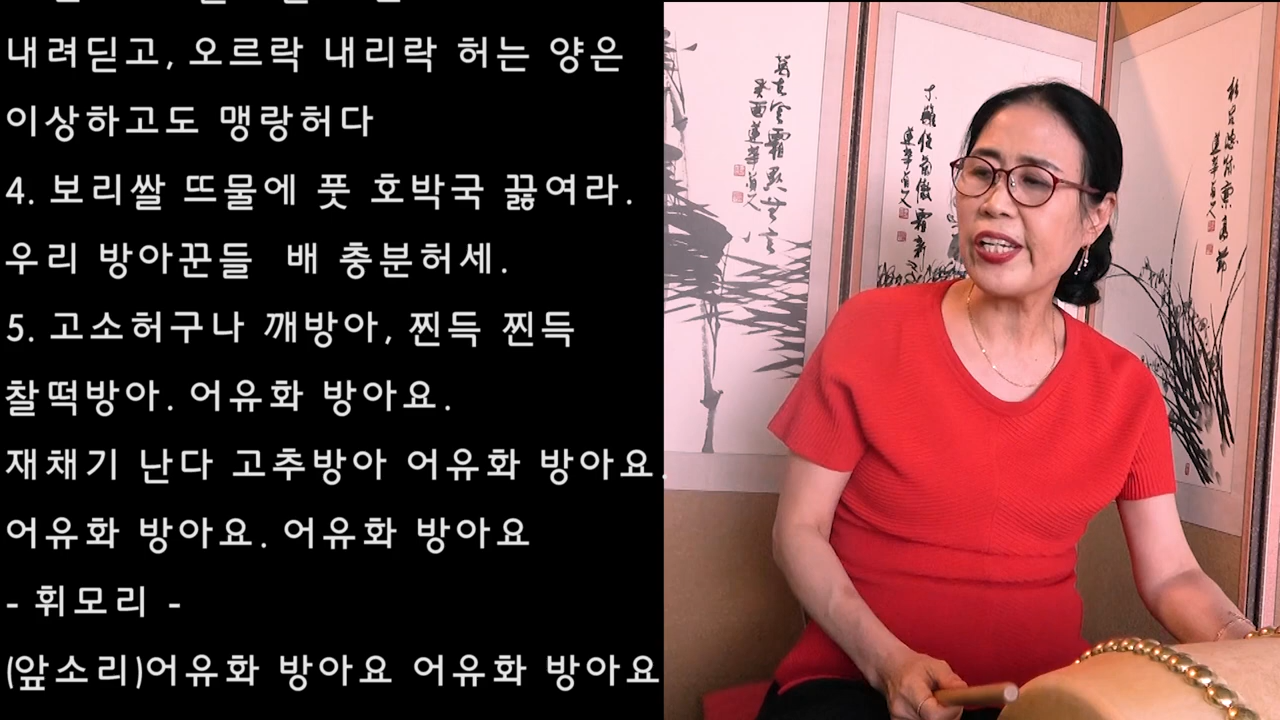 내려딛고, 오르락 내리락 허는 양은
이상하고도 맹랑허다
4. 보리쌀 뜨물에 풋 호박국 끓여라.
우리 방아꾼들 배 충분허세.
5. 고소허구나 깨방아, 찐득 찐득
찰떡방아. 어유화 방아요.
재채기 난다 고추방아 어유화 방아요.
어유화 방아요. 어유화 방아요
- 휘모리 -
(앞소리)어유화 방아요 어유화 방아요